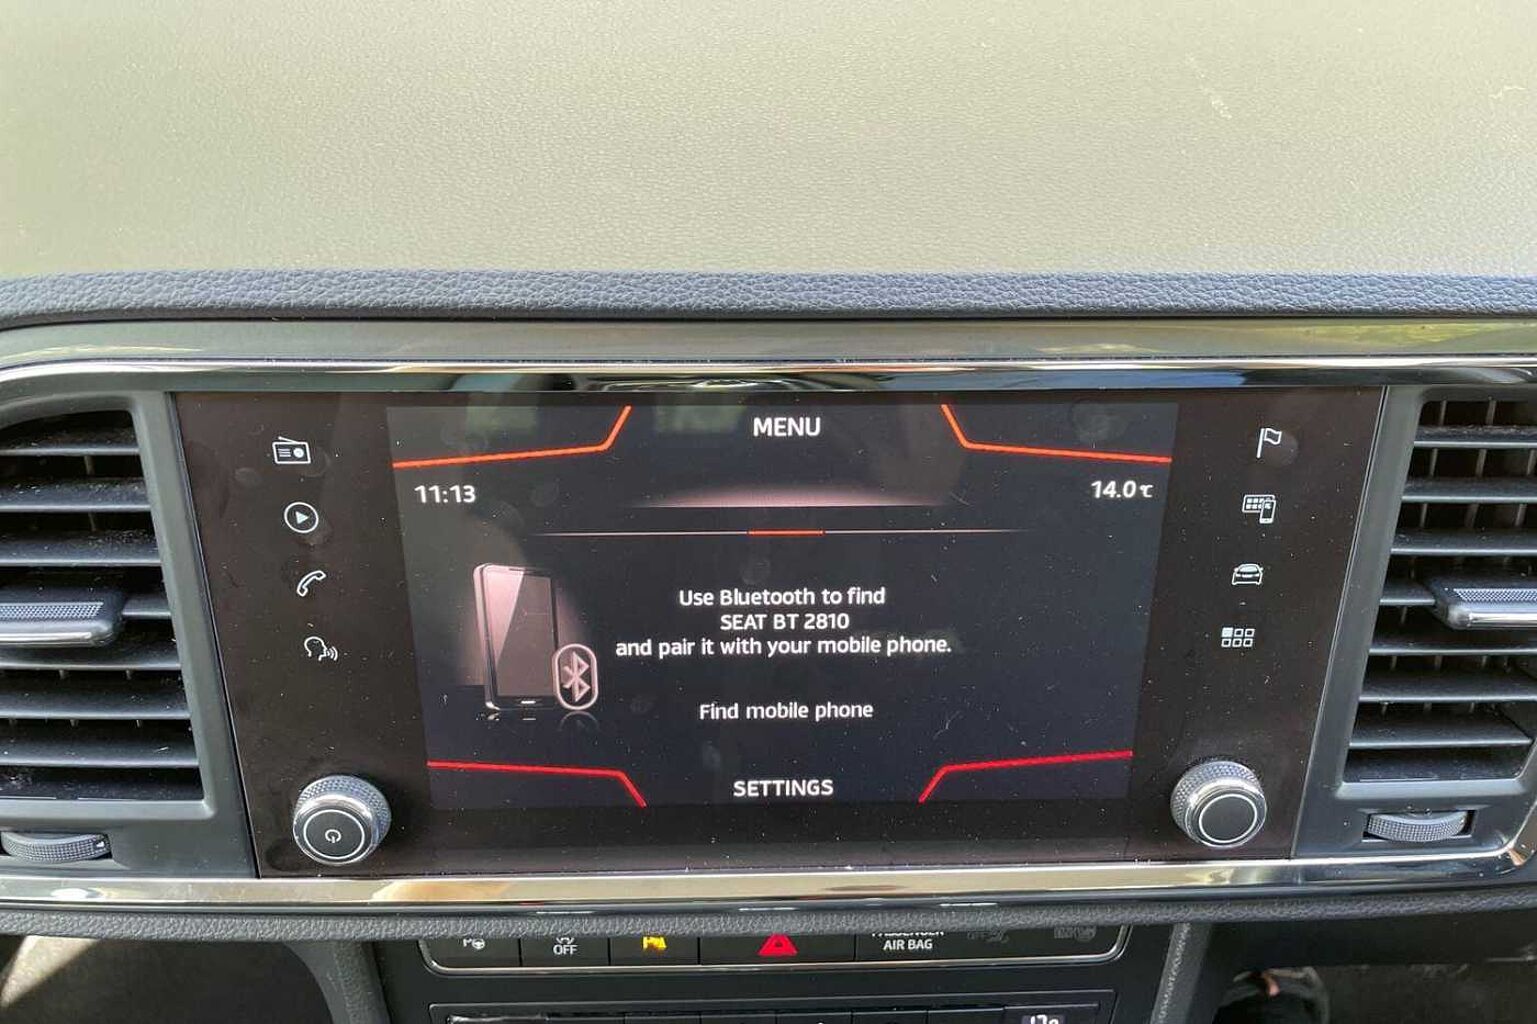 MENU
11:13
14.0°C
Use Bluetooth to find
SEAT BT 2810
and pair it with your mobile phone.
Find mobile phone
SETTINGS
OFF
PASSENGER
AIR BAG